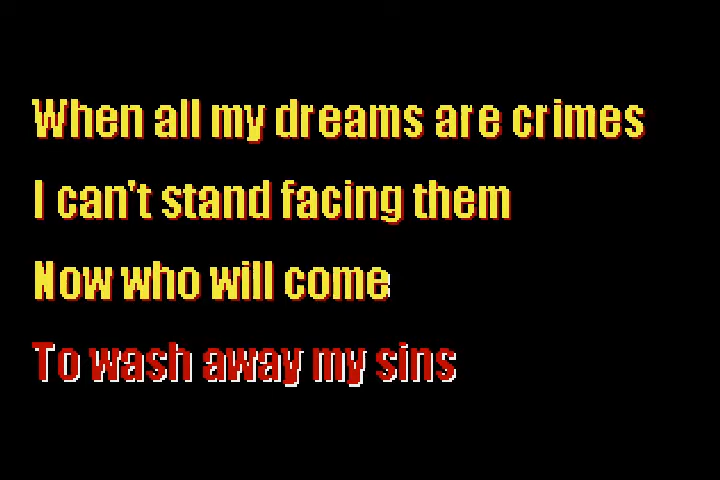 When all my dreams are crimes
I can't stand facing them
Now who will come
To wash away my sins